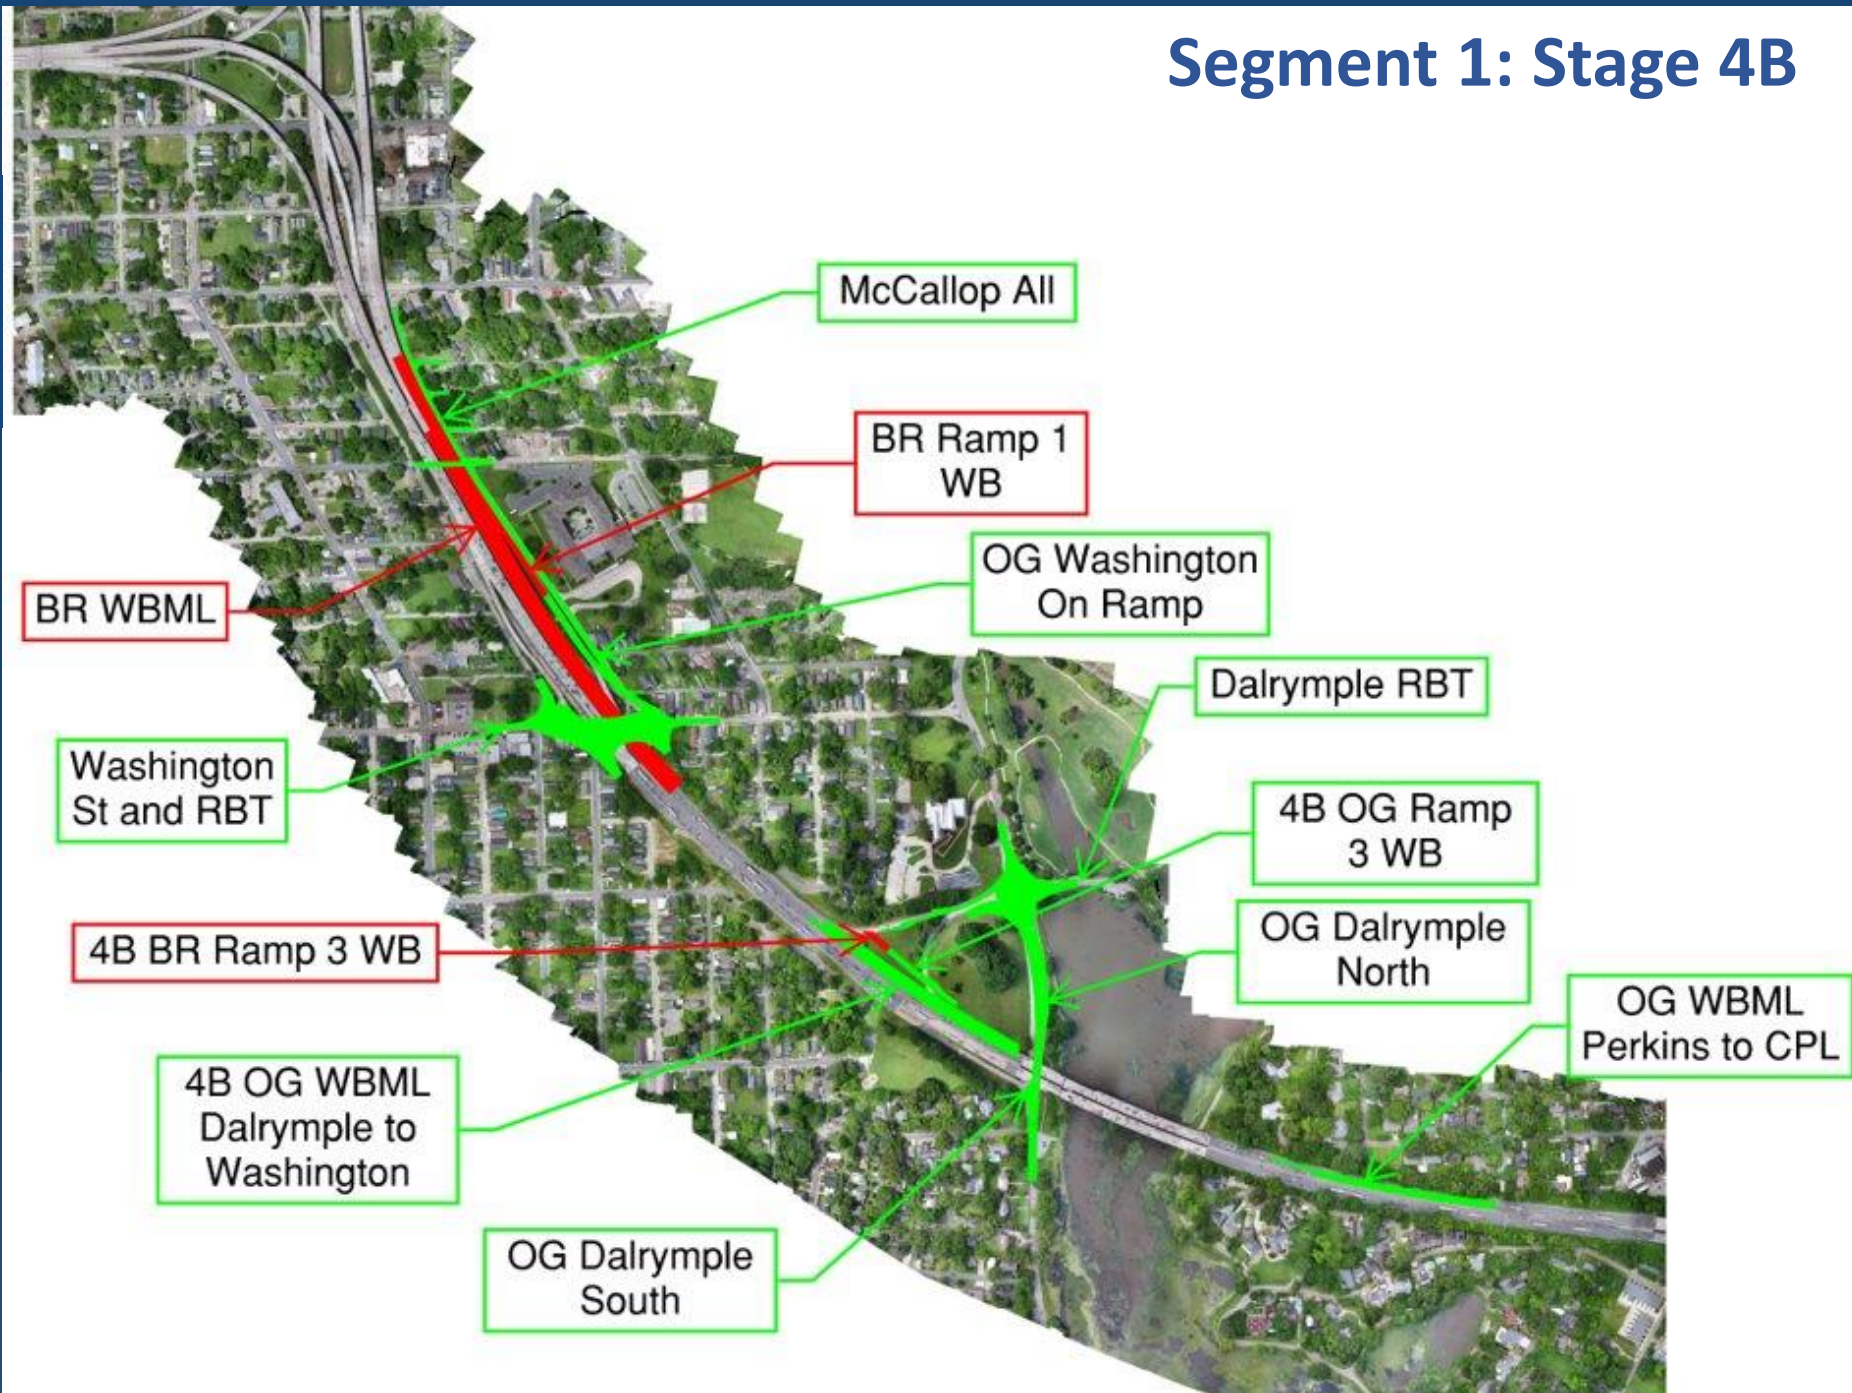 Segment 1: Stage 4B
McCallop All
BR Ramp 1
WB
OG Washington
On Ramp
BR WBML
Dalrymple RBT
Washington
St and RBT
4B OG Ramp
3 WB
4B BR Ramp 3 WB
OG Dalrymple
North
OG WBML
Perkins to CPL
4B OG WBML
Dalrymple to
Washington
OG Dalrymple
South